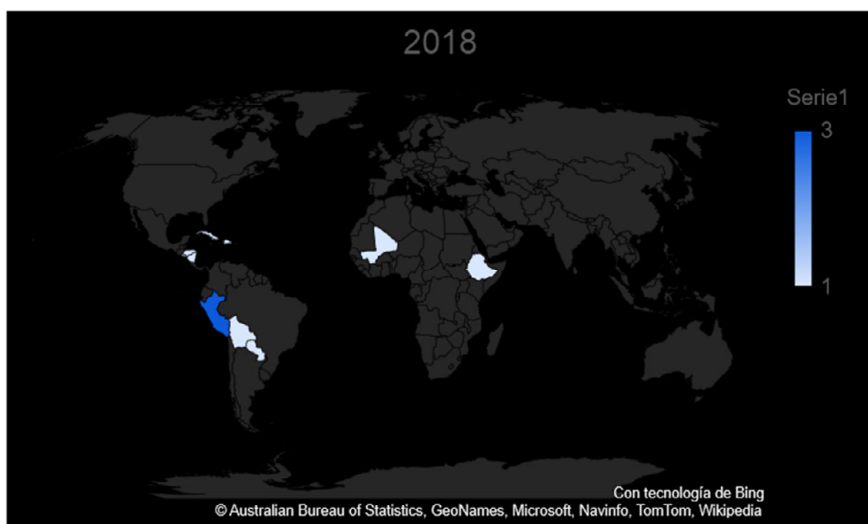 2018
Serie1
3
1
Con tecnología de Bing
© Australian Bureau of Statistics, GeoNames, Microsoft, Navinfo, TomTom, Wikipedia